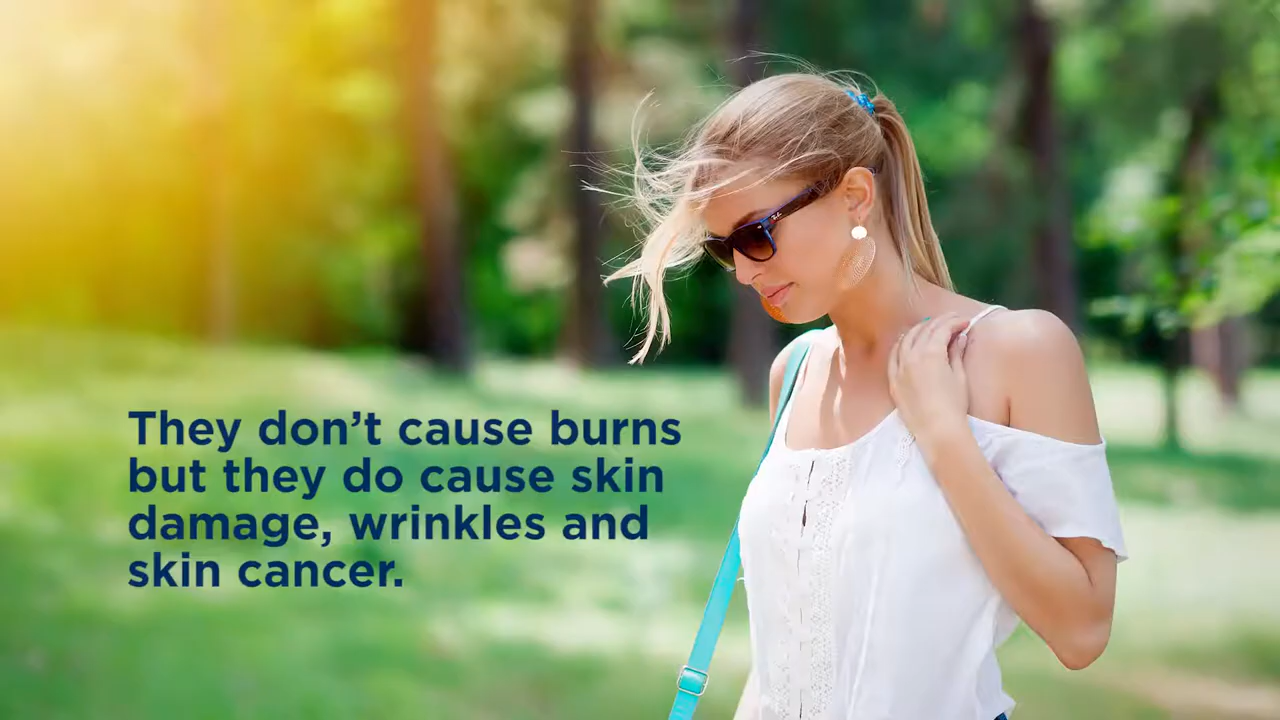 They don’t cause burns
but they do cause skin
damage, wrinkles and
skin cancer.